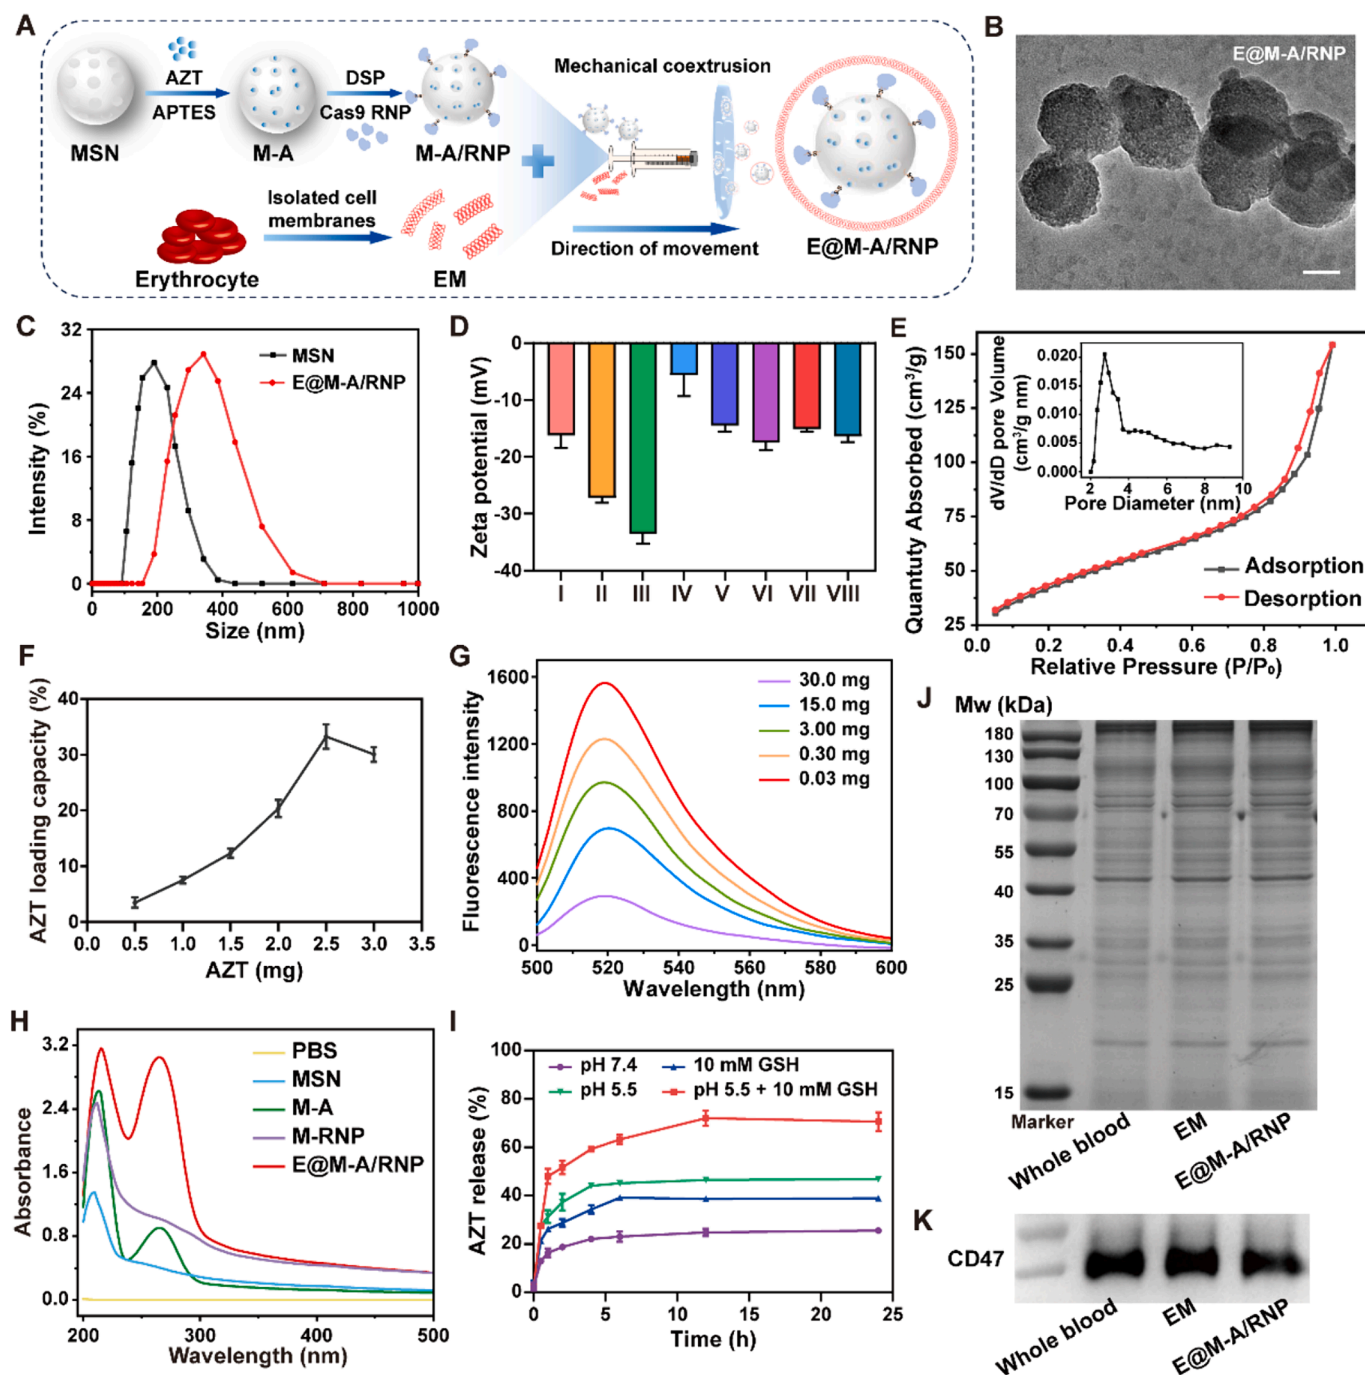 A
AZT
APTES
DSP
Cas9 RNP
MSN
M-A
M-A/RNP
Mechanical coextrusion
Isolated cell
membranes
Direction of movement
Erythrocyte
EM
E@M-A/RNP
B
E@M-A/RNP
C
MSN
E@M-A/RNP
Intensity (%)
32
24
16
8
0
0 200 400 600 800 1000
Size (nm)
D
Zeta potential (mV)
0
-10
-20
-30
-40
I II III IV V VI VII VIII
E
Quantuty Absorbed (cm³/g)
150
125
100
75
50
25
0.0 0.2 0.4 0.6 0.8 1.0
Relative Pressure (P/P₀)
Adsorption
Desorption
dV/dD pore Volume
(cm³/g nm)
0.020
0.015
0.010
0.005
0.000
2 4 6 8 10
Pore Diameter (nm)
F
AZT loading capacity (%)
40
30
20
10
0
0.0 0.5 1.0 1.5 2.0 2.5 3.0 3.5
AZT (mg)
G
Fluorescence intensity
1600
1200
800
400
0
500 520 540 560 580 600
Wavelength (nm)
30.0 mg
15.0 mg
3.00 mg
0.30 mg
0.03 mg
H
Absorbance
3.2
2.4
1.6
0.8
0.0
200 300 400 500
Wavelength (nm)
PBS
MSN
M-A
M-RNP
E@M-A/RNP
I
AZT release (%)
100
80
60
40
20
0
0 5 10 15 20 25
Time (h)
pH 7.4
10 mM GSH
pH 5.5
pH 5.5 + 10 mM GSH
J
Mw (kDa)
180
130
100
70
55
40
35
25
15
Marker
Whole blood
EM
E@M-A/RNP
K
CD47
Whole blood
EM
E@M-A/RNP